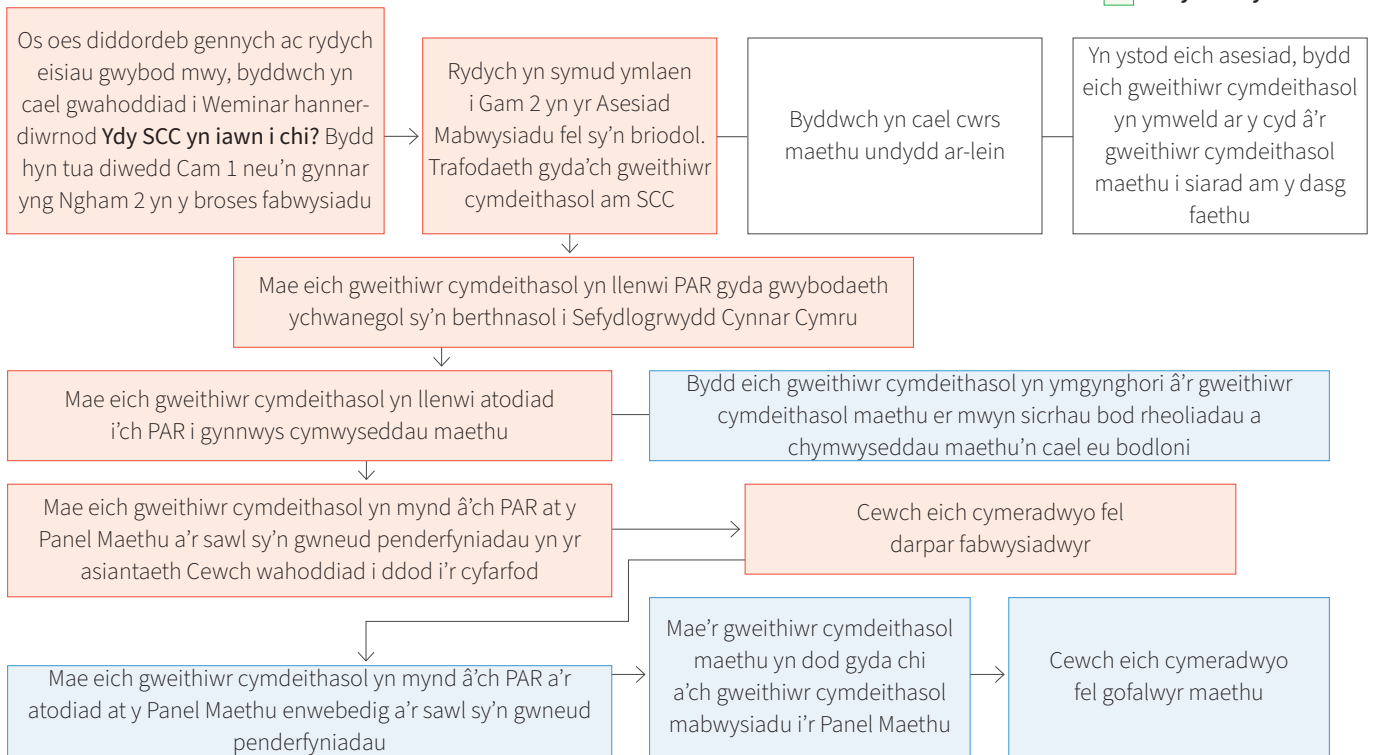 Os oes diddordeb gennych ac rydych
eisiau gwybod mwy, byddwch yn
cael gwahoddiad i Weminar hanner-
diwrnod Ydy SCC yn iawn i chi? Bydd
hyn tua diwedd Cam 1 neu’n gynnar
yng Ngham 2 yn y broses fabwysiadu
Rydych yn symud ymlaen
i Gam 2 yn yr Asesiad
Mabwysiadu fel sy’n briodol.
Trafodaeth gyda’ch gweithiwr
cymdeithasol am SCC
Byddwch yn cael cwrs
maethu undydd ar-lein
Yn ystod eich asesiad, bydd
eich gweithiwr cymdeithasol
yn ymweld ar y cyd â’r
gweithiwr cymdeithasol
maethu i siarad am y dasg
faethu
Mae eich gweithiwr cymdeithasol yn llenwi PAR gyda gwybodaeth
ychwanegol sy’n berthnasol i Sefydlogrwydd Cynnar Cymru
Mae eich gweithiwr cymdeithasol yn llenwi atodiad
i’ch PAR i gynnwys cymwyseddau maethu
Bydd eich gweithiwr cymdeithasol yn ymgynghori â’r gweithiwr
cymdeithasol maethu er mwyn sicrhau bod rheoliadau a
chymwyseddau maethu’n cael eu bodloni
Mae eich gweithiwr cymdeithasol yn mynd â’ch PAR at y
Panel Maethu a’r sawl sy’n gwneud penderfyniadau yn yr
asiantaeth Cewch wahoddiad i ddod i’r cyfarfod
Cewch eich cymeradwyo fel
darpar fabwysiadwyr
Mae eich gweithiwr cymdeithasol yn mynd â’ch PAR a’r
atodiad at y Panel Maethu enwebedig a’r sawl sy’n gwneud
penderfyniadau
Mae’r gweithiwr cymdeithasol
maethu yn dod gyda chi
a’ch gweithiwr cymdeithasol
mabwysiadu i’r Panel Maethu
Cewch eich cymeradwyo
fel gofalwyr maethu